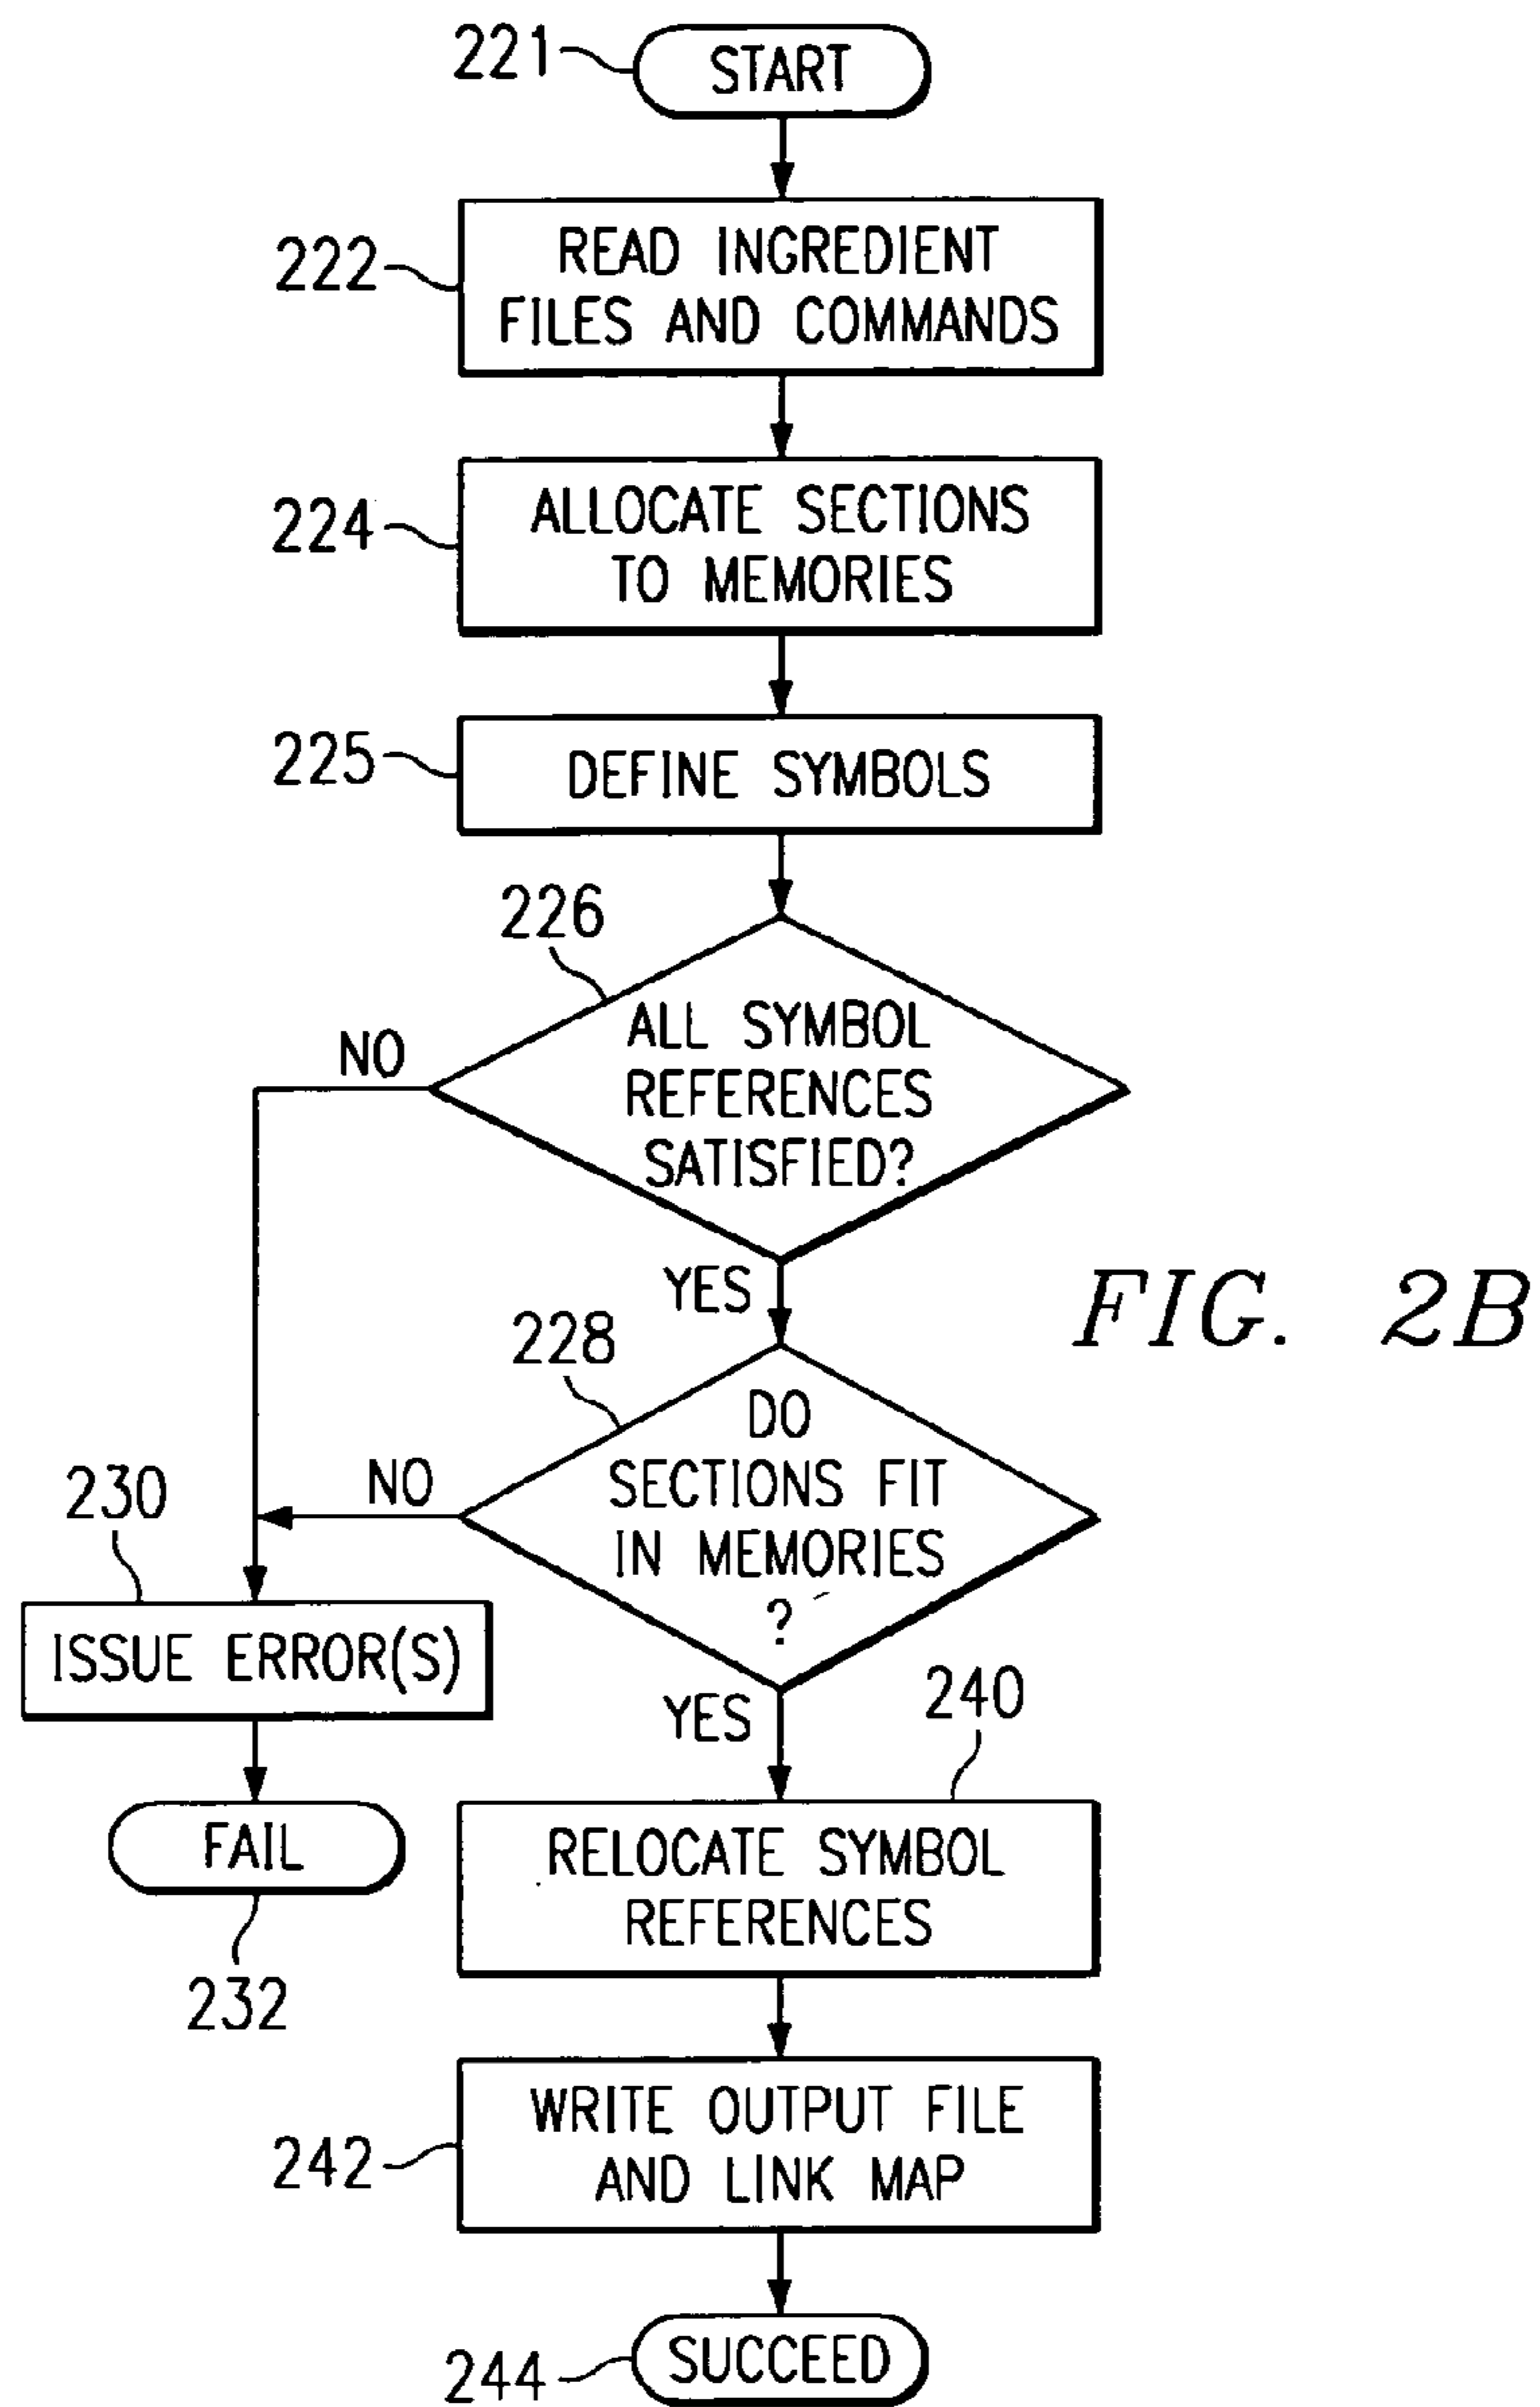 221
START
222
READ INGREDIENT
FILES AND COMMANDS
224
ALLOCATE SECTIONS
TO MEMORIES
225
DEFINE SYMBOLS
226
ALL SYMBOL
REFERENCES
SATISFIED?
NO
YES
FIG. 2B
228
DO
SECTIONS FIT
IN MEMORIES
?
NO
230
ISSUE ERROR(S)
YES
240
FAIL
232
RELOCATE SYMBOL
REFERENCES
242
WRITE OUTPUT FILE
AND LINK MAP
244
SUCCEED